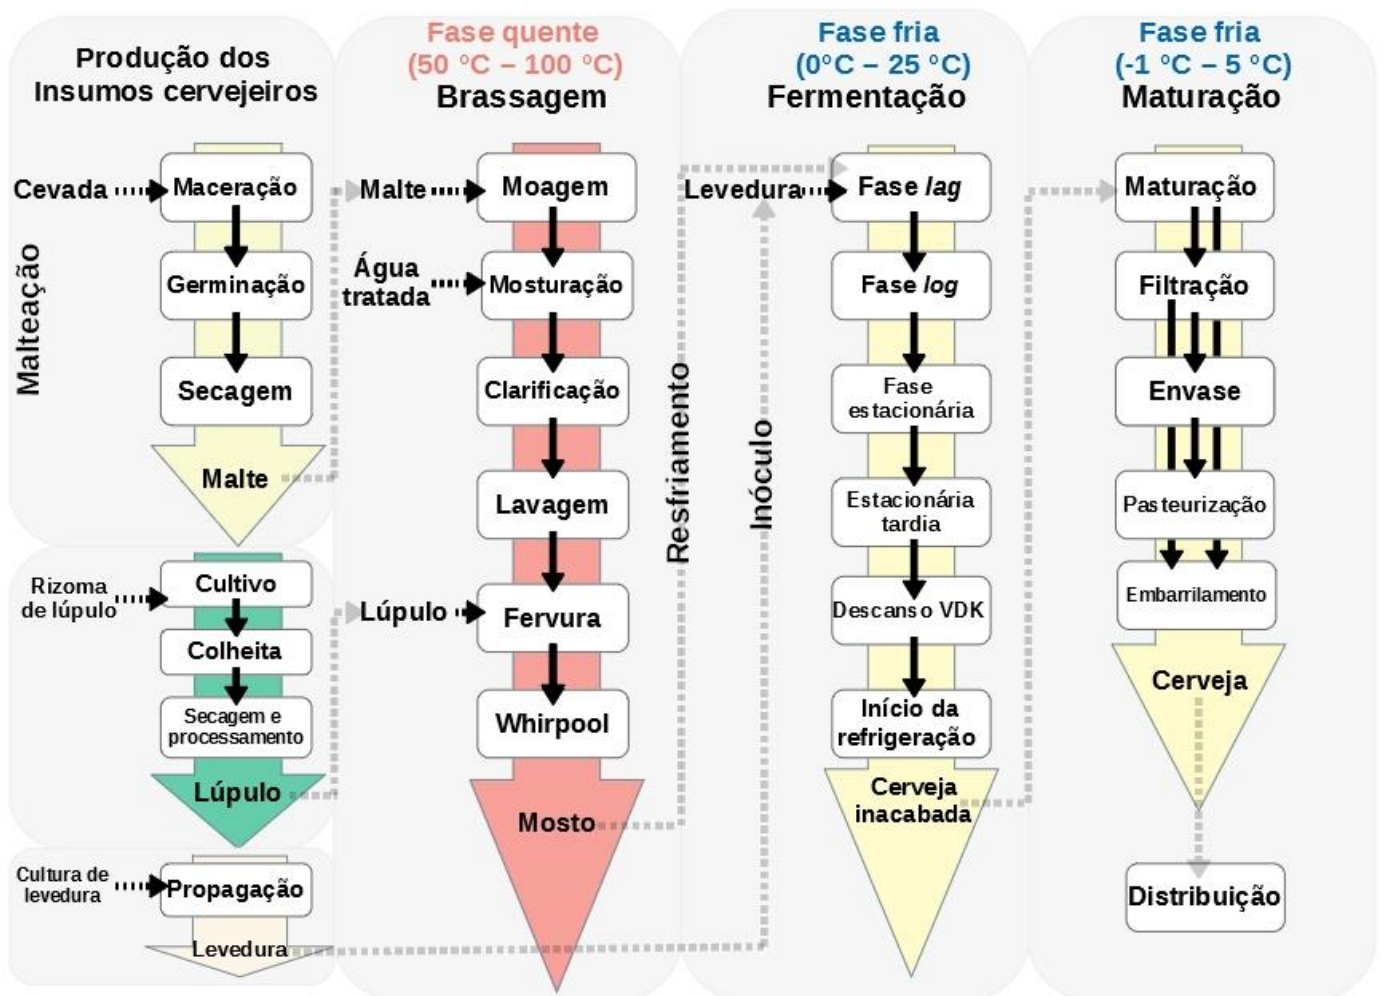 Produção dos
Insumos cervejeiros
Cevada
Maceração
Germinação
Secagem
Malte
Malteação
Rizoma
de lúpulo
Cultivo
Colheita
Secagem e
processamento
Lúpulo
Cultura de
levedura
Propagação
Levedura
Fase quente
(50 °C – 100 °C)
Brassagem
Malte
Moagem
Água
tratada
Mosturação
Clarificação
Lavagem
Lúpulo
Fervura
Whirpool
Mosto
Resfriamento
Fase fria
(0°C – 25 °C)
Fermentação
Levedura
Inóculo
Fase lag
Fase log
Fase
estacionária
Estacionária
tardia
Descanso VDK
Início da
refrigeração
Cerveja
inacabada
Fase fria
(-1 °C – 5 °C)
Maturação
Maturação
Filtração
Envase
Pasteurização
Embarrilamento
Cerveja
Distribuição